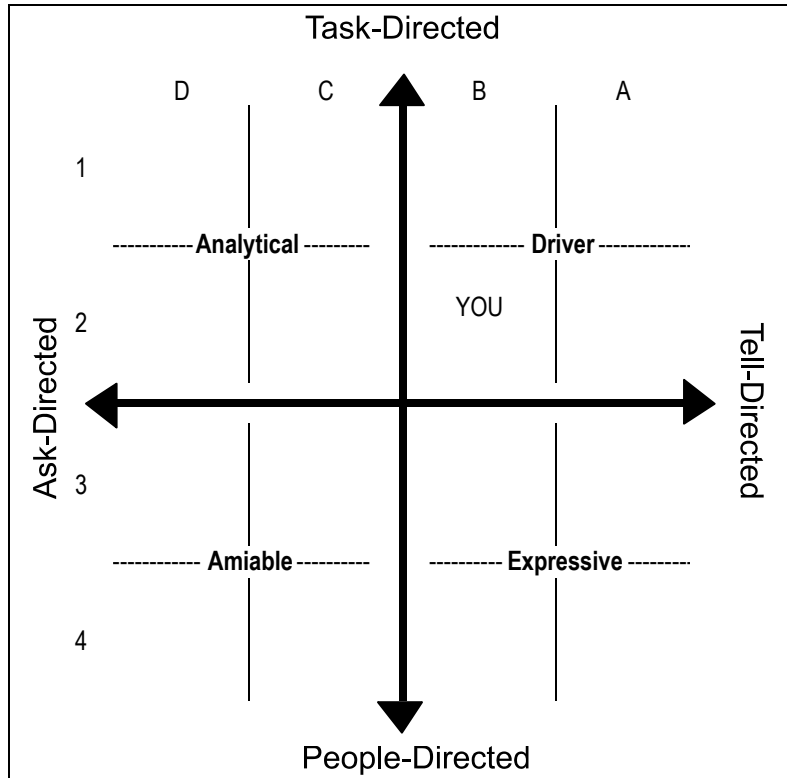 Task-Directed
D C B A
1
-----------Analytical --------- ------------ Driver ------------
YOU
2
Ask-Directed
Tell-Directed
3
----------- Amiable --------- --------- Expressive --------
4
People-Directed